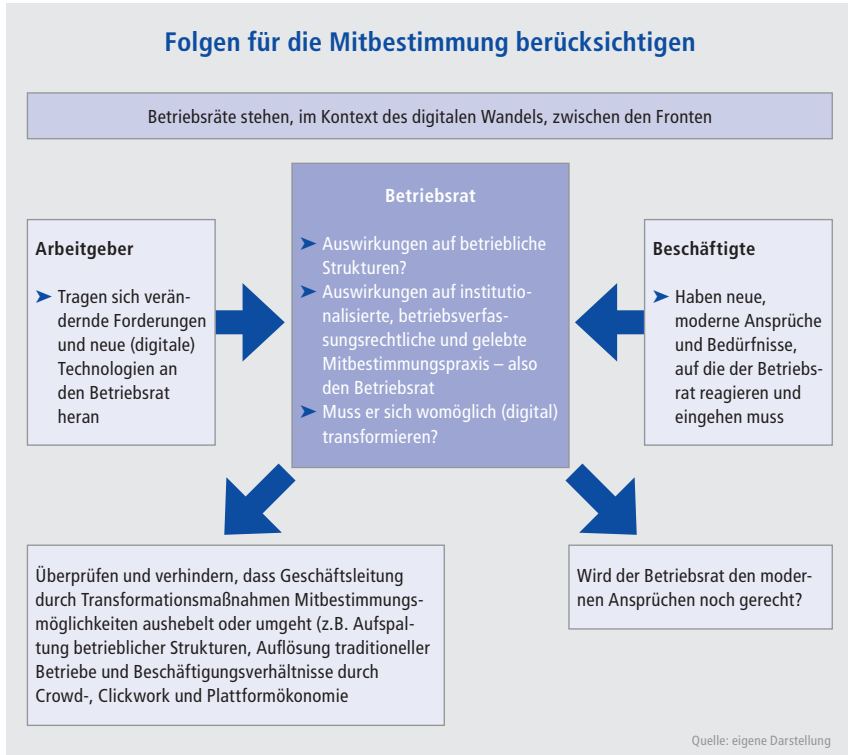 Folgen für die Mitbestimmung berücksichtigen
Betriebsräte stehen, im Kontext des digitalen Wandels, zwischen den Fronten
Arbeitgeber
➤ Tragen sich verän-
dernde Forderungen
und neue (digitale)
Technologien an
den Betriebsrat
heran
Betriebsrat
➤ Auswirkungen auf betriebliche
Strukturen?
➤ Auswirkungen auf institutio-
nalisierte, betriebsverfas-
sungsrechtliche und gelebte
Mitbestimmungspraxis – also
den Betriebsrat
➤ Muss er sich womöglich (digital)
transformieren?
Beschäftigte
➤ Haben neue,
moderne Ansprüche
und Bedürfnisse,
auf die der Betriebs-
rat reagieren und
eingehen muss
Überprüfen und verhindern, dass Geschäftsleitung
durch Transformationsmaßnahmen Mitbestimmungs-
möglichkeiten aushebelt oder umgeht (z.B. Aufspal-
tung betrieblicher Strukturen, Auflösung traditioneller
Betriebe und Beschäftigungsverhältnisse durch
Crowd-, Clickwork und Plattformökonomie
Wird der Betriebsrat den moder-
nen Ansprüchen noch gerecht?
Quelle: eigene Darstellung